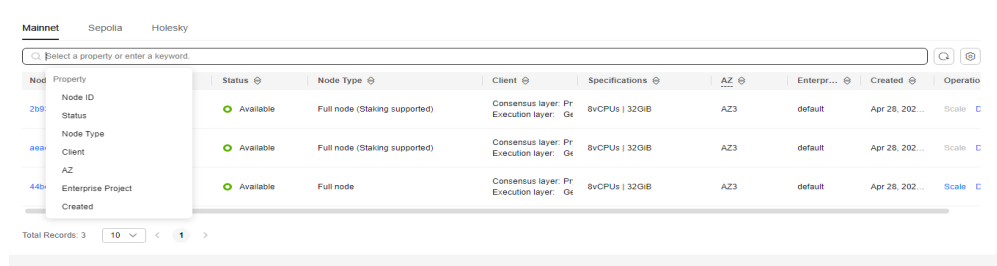 Mainnet Sepolia Holesky
Select a property or enter a keyword.
Nod Status Node Type Client Specifications AZ Enterpr... Created Operatio
Property
Node ID
Status
Node Type
Client
AZ
Enterprise Project
Created
2b93 Available Full node (Staking supported) Consensus layer: Pr 8vCPUs | 32GiB AZ3 default Apr 28, 202... Scale D
Execution layer: Ge
aead Available Full node (Staking supported) Consensus layer: Pr 8vCPUs | 32GiB AZ3 default Apr 28, 202... Scale D
Execution layer: Ge
Available Full node Consensus layer: Pr 8vCPUs | 32GiB AZ3 default Apr 28, 202... Scale D
Execution layer: Ge
Total Records: 3 10 < 1 >